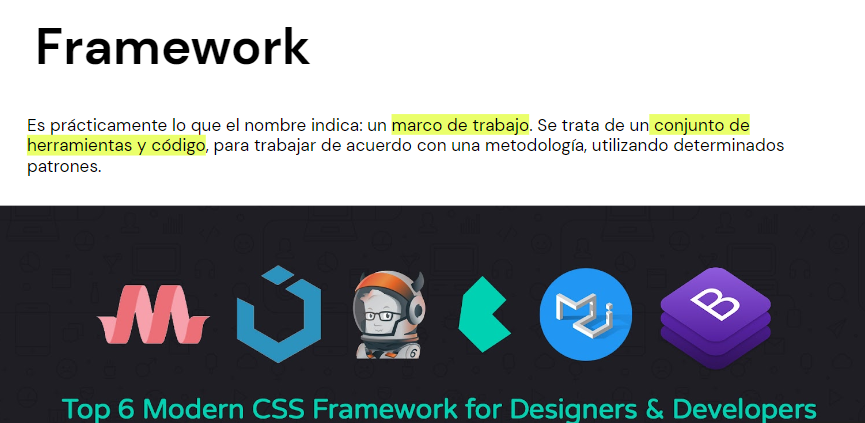 Framework
Es prácticamente lo que el nombre indica: un marco de trabajo. Se trata de un conjunto de
herramientas y código, para trabajar de acuerdo con una metodología, utilizando determinados
patrones.
6
B
Top 6 Modern CSS Framework for Designers & Developers